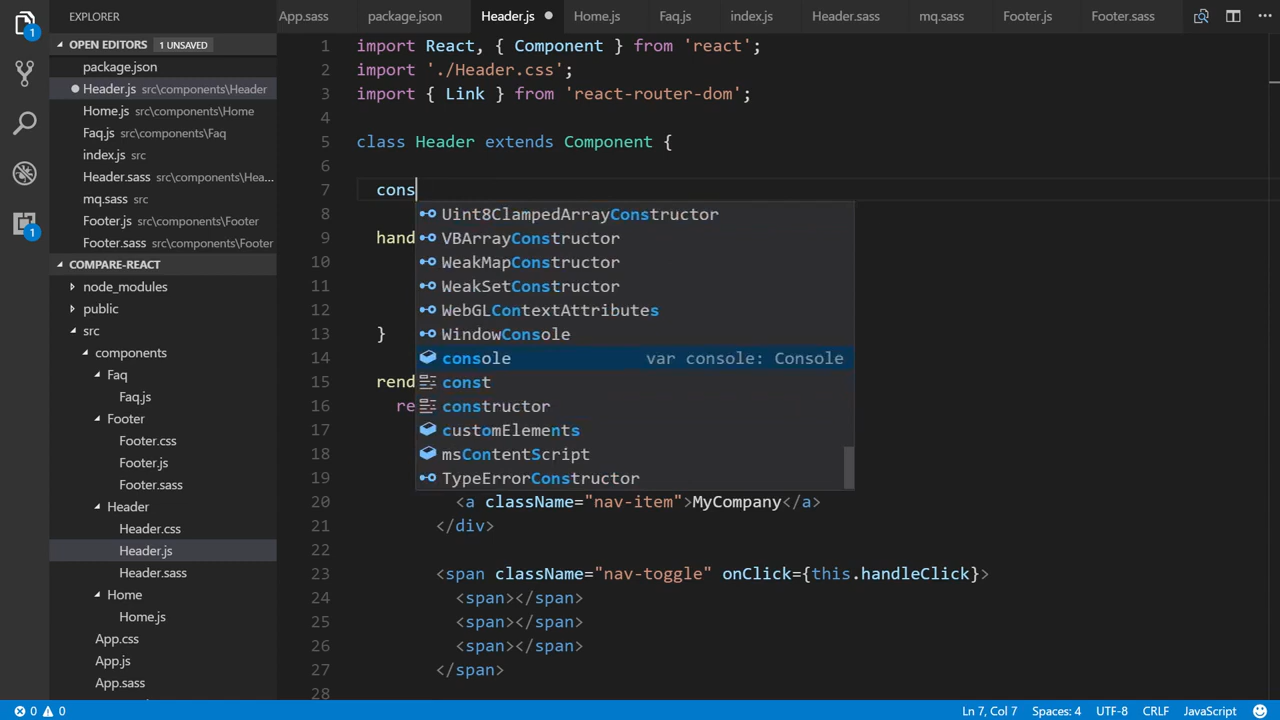 EXPLORER
App.sass package.json Header.js Home.js Faq.js index.js Header.sass mq.sass Footer.js Footer.sass
OPEN EDITORS 1 UNSAVED
package.json
Header.js src\components\Header
Home.js src\components\Home
Faq.js src\components\Faq
index.js src
Header.sass src\components\Hea...
mq.sass src
Footer.js src\components\Footer
Footer.sass src\components\Footer
COMPARE-REACT
node_modules
public
src
components
Faq
Faq.js
Footer
Footer.css
Footer.js
Footer.sass
Header
Header.css
Header.js
Header.sass
Home
Home.js
App.css
App.js
App.sass
1 import React, { Component } from 'react';
2 import './Header.css';
3 import { Link } from 'react-router-dom';
4
5 class Header extends Component {
6
7 cons
8
9 hand
10
11
12
13 }
14
15 rend
16 re
17
18
19
20 <a className="nav-item">MyCompany</a>
21 </div>
22
23 <span className="nav-toggle" onClick={this.handleClick}>
24 <span></span>
25 <span></span>
26 <span></span>
27 </span>
28
Uint8ClampedArrayConstructor
VBArrayConstructor
WeakMapConstructor
WeakSetConstructor
WebGLContextAttributes
WindowConsole
console var console: Console
const
constructor
customElements
msContentScript
TypeErrorConstructor
1
1
0 0 Ln 7, Col 7 Spaces: 4 UTF-8 CRLF JavaScript